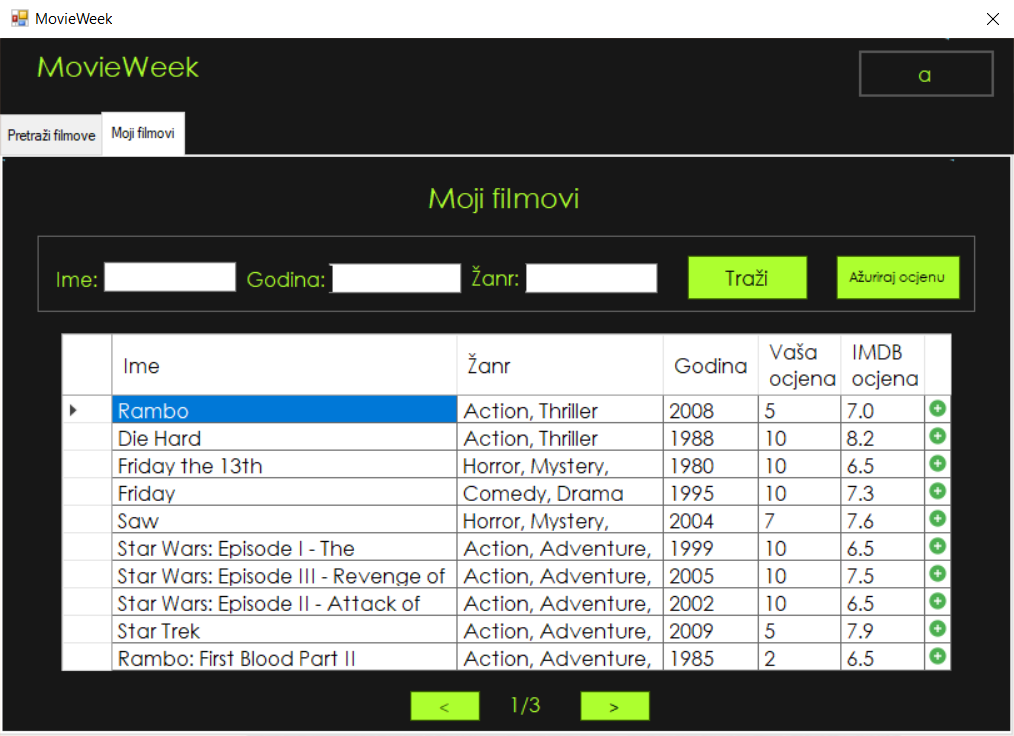 MovieWeek
MovieWeek
a
Pretraži filmove
Moji filmovi
Moji filmovi
Ime: Godina: Žanr: Traži Ažuriraj ocjenu
Ime Žanr Godina Vaša ocjena IMDB ocjena
Rambo Action, Thriller 2008 5 7.0
Die Hard Action, Thriller 1988 10 8.2
Friday the 13th Horror, Mystery, 1980 10 6.5
Friday Comedy, Drama 1995 10 7.3
Saw Horror, Mystery, 2004 7 7.6
Star Wars: Episode I - The Action, Adventure, 1999 10 6.5
Star Wars: Episode III - Revenge of Action, Adventure, 2005 10 7.5
Star Wars: Episode II - Attack of Action, Adventure, 2002 10 6.5
Star Trek Action, Adventure, 2009 5 7.9
Rambo: First Blood Part II Action, Adventure, 1985 2 6.5
< 1/3 >